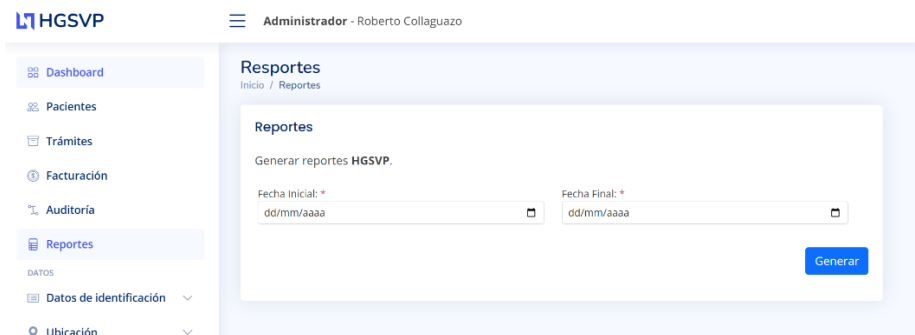 HGSVP
Administrador - Roberto Collaguazo
Dashboard
Pacientes
Trámites
Facturación
Auditoría
Reportes
DATOS
Datos de identificación
Ubicación
Resportes
Inicio / Reportes
Reportes
Generar reportes HGSVP.
Fecha Inicial: *
dd/mm/aaaa
Fecha Final: *
dd/mm/aaaa
Generar